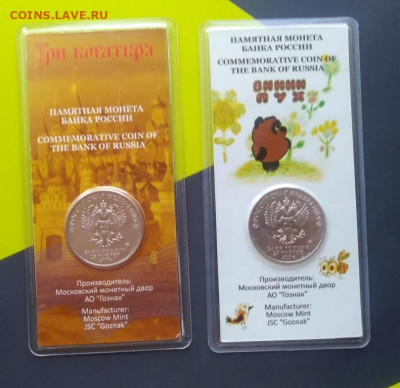 COINS.LAVE.RU
Три богатыря
ПАМЯТНАЯ МОНЕТА
БАНКА РОССИИ
COMMEMORATIVE COIN OF
THE BANK OF RUSSIA
Производитель:
Московский монетный двор
АО "Гознак"
Manufacturer:
Moscow Mint
JSC "Goznak"
ПАМЯТНАЯ МОНЕТА
БАНКА РОССИИ
COMMEMORATIVE COIN OF
THE BANK OF RUSSIA
ВИННИ
ПУХ
Производитель:
Московский монетный двор
АО "Гознак"
Manufacturer:
Moscow Mint
JSC "Goznak"